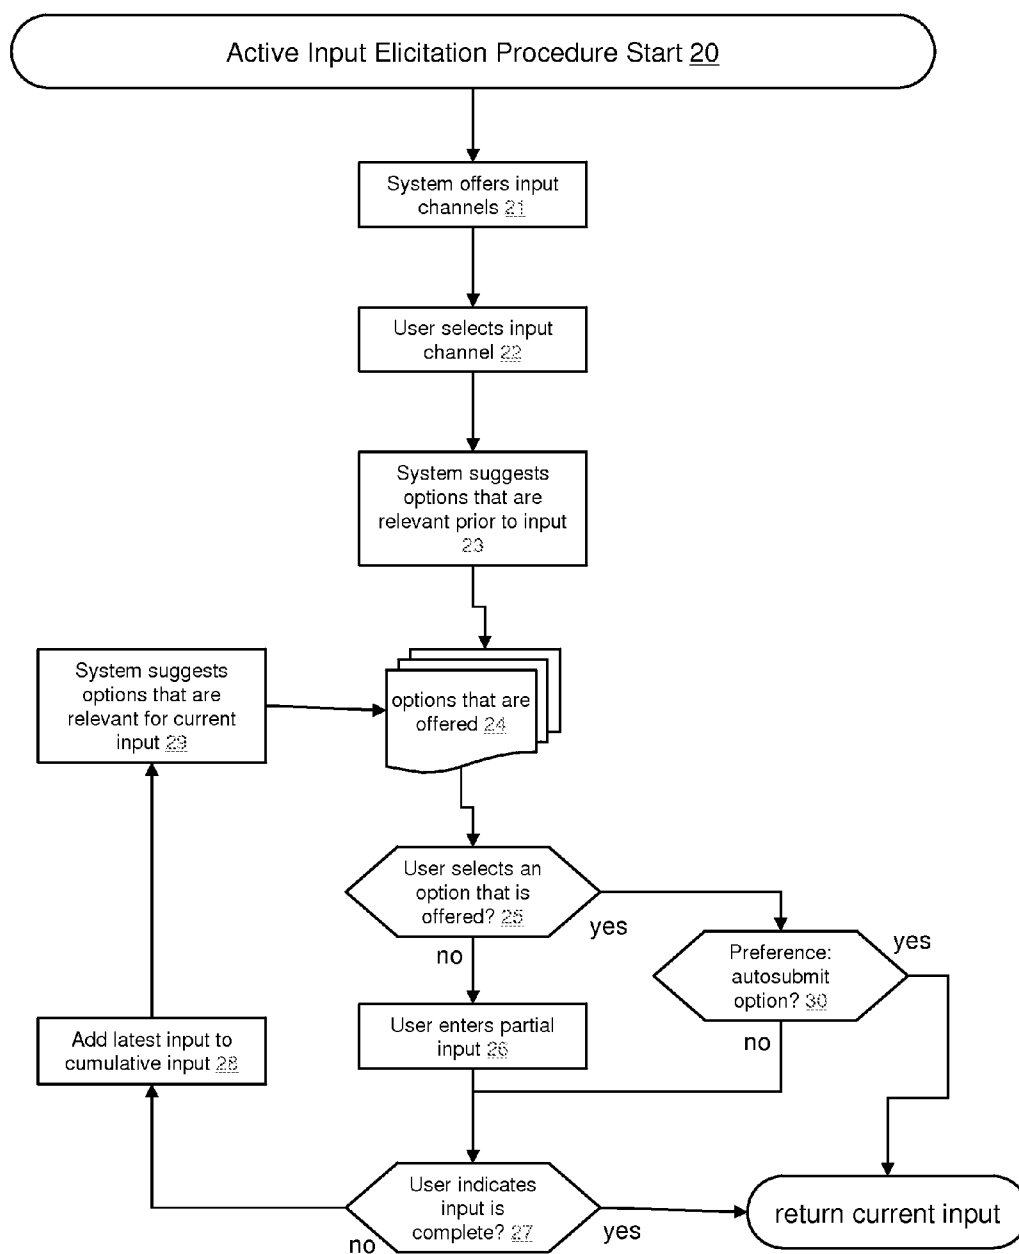 Active Input Elicitation Procedure Start 20
System offers input
channels 21
User selects input
channel 22
System suggests
options that are
relevant prior to input
23
System suggests
options that are
relevant for current
input 29
options that are
offered 24
User selects an
option that is
offered? 25
yes
no
Preference:
autosubmit
option? 30
yes
no
User enters partial
input 26
Add latest input to
cumulative input 28
User indicates
input is
complete? 27
yes
no
return current input